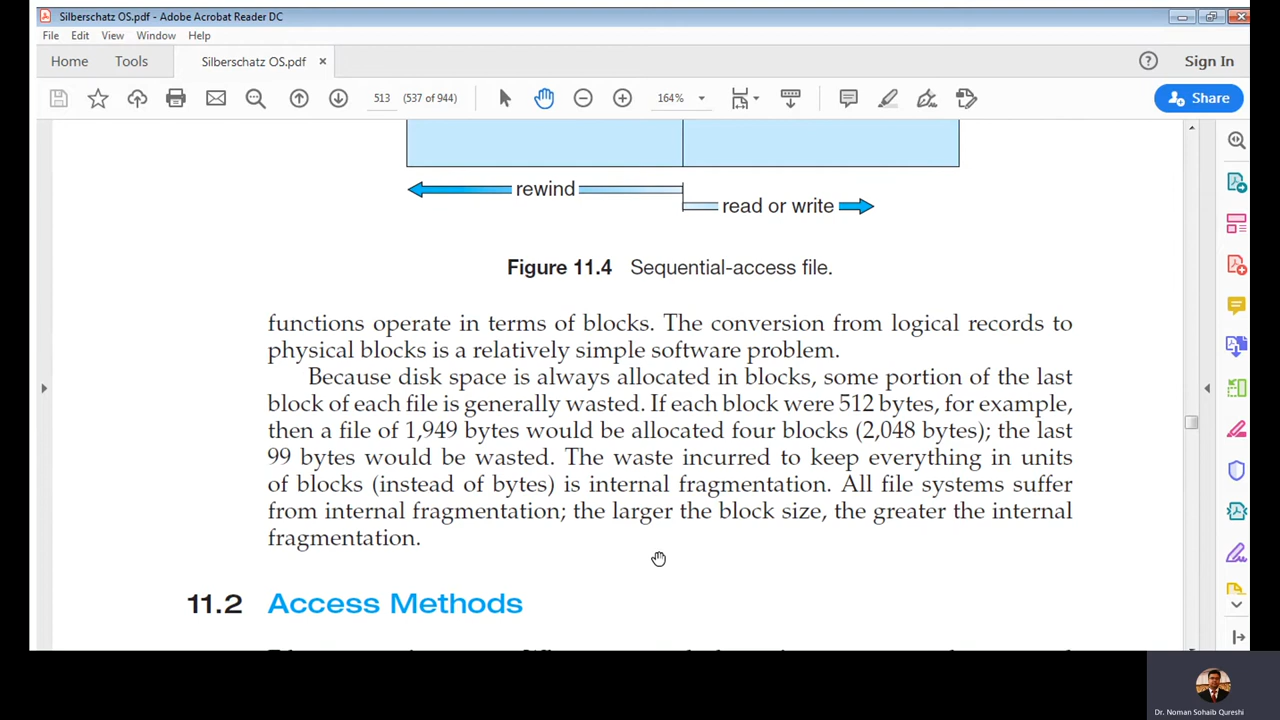 Silberschatz OS.pdf - Adobe Acrobat Reader DC
File Edit View Window Help
Home Tools Silberschatz OS.pdf × Sign In
513 (537 of 944) 164% Share
rewind
read or write
Figure 11.4 Sequential-access file.
functions operate in terms of blocks. The conversion from logical records to
physical blocks is a relatively simple software problem.
Because disk space is always allocated in blocks, some portion of the last
block of each file is generally wasted. If each block were 512 bytes, for example,
then a file of 1,949 bytes would be allocated four blocks (2,048 bytes); the last
99 bytes would be wasted. The waste incurred to keep everything in units
of blocks (instead of bytes) is internal fragmentation. All file systems suffer
from internal fragmentation; the larger the block size, the greater the internal
fragmentation.
11.2 Access Methods
Dr. Noman Sohaib Qureshi